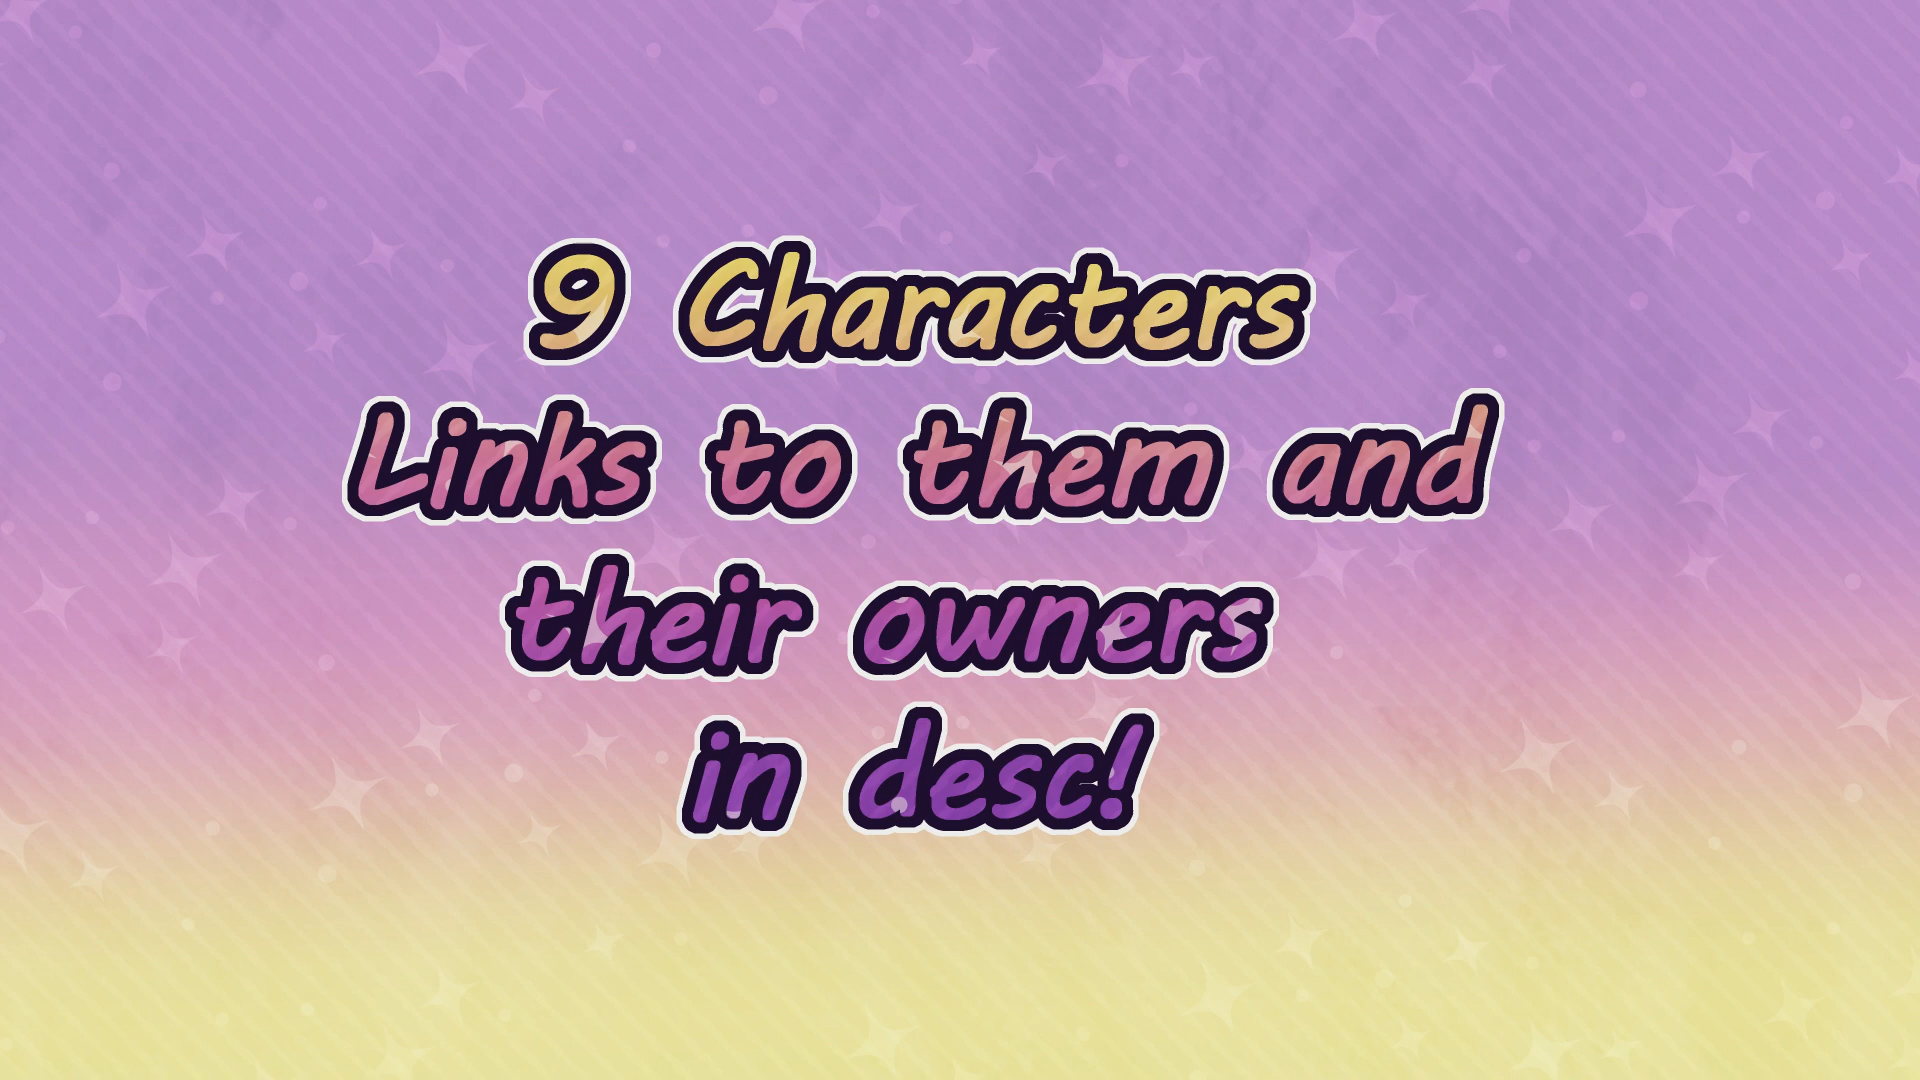 9 Characters
Links to them and
their owners
in desc!